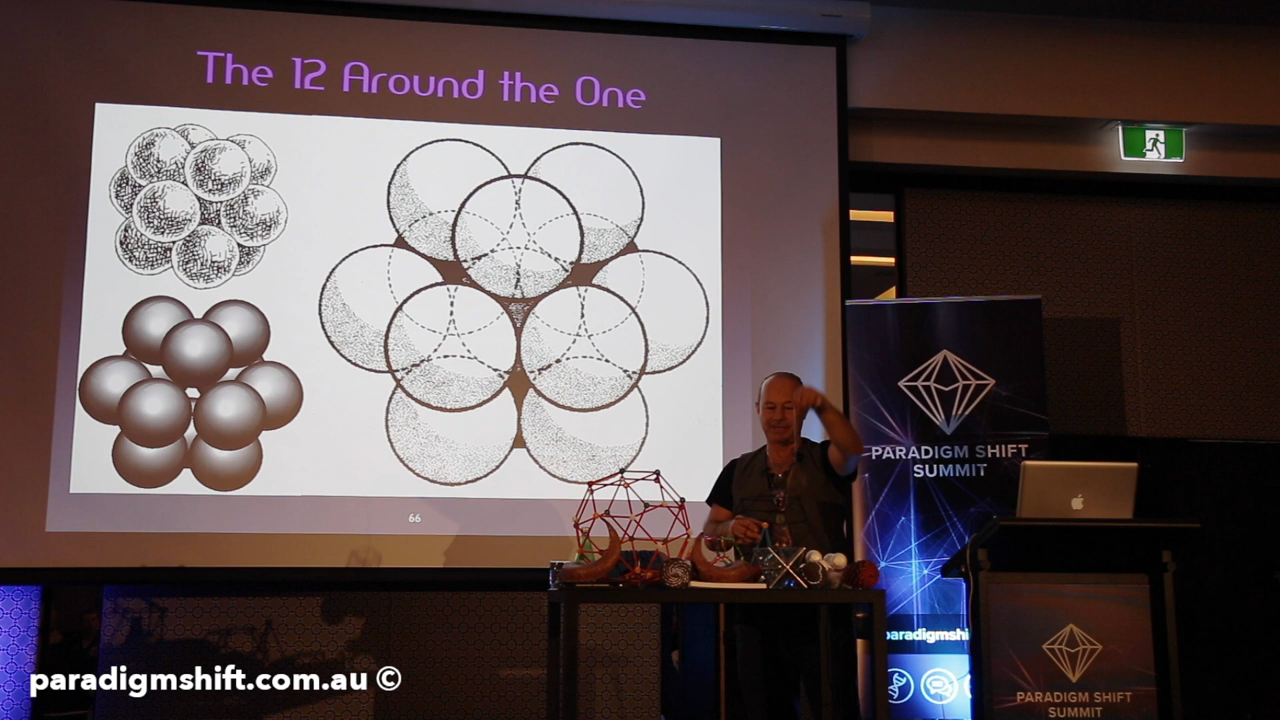 The 12 Around the One
66
PARADIGM SHIFT
SUMMIT
paradigmshi
PARADIGM SHIFT
SUMMIT
paradigmshift.com.au ©